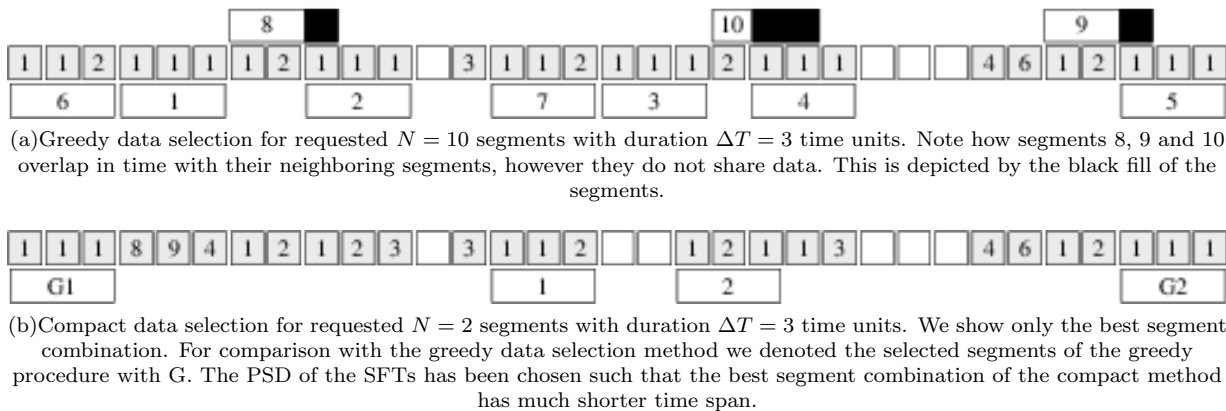 8 10 9
1 1 2 1 1 1 1 2 1 1 1 3 1 1 2 1 1 1 2 1 1 1 4 6 1 2 1 1 1
6 1 2 7 3 4 5
(a)Greedy data selection for requested N = 10 segments with duration ΔT = 3 time units. Note how segments 8, 9 and 10
overlap in time with their neighboring segments, however they do not share data. This is depicted by the black fill of the
segments.
1 1 1 8 9 4 1 2 1 2 3 3 1 1 2 1 2 1 1 3 4 6 1 2 1 1 1
G1 1 2 G2
(b)Compact data selection for requested N = 2 segments with duration ΔT = 3 time units. We show only the best segment
combination. For comparison with the greedy data selection method we denoted the selected segments of the greedy
procedure with G. The PSD of the SFTs has been chosen such that the best segment combination of the compact method
has much shorter time span.